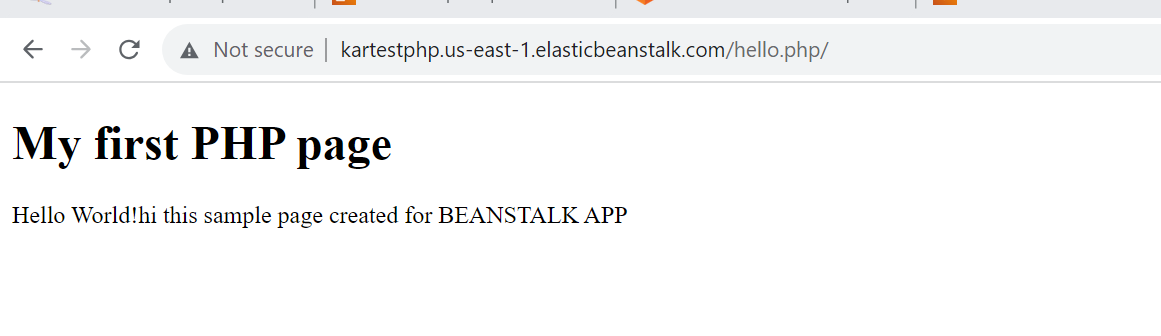 Not secure | kartestphp.us-east-1.elasticbeanstalk.com/hello.php/
My first PHP page
Hello World!hi this sample page created for BEANSTALK APP